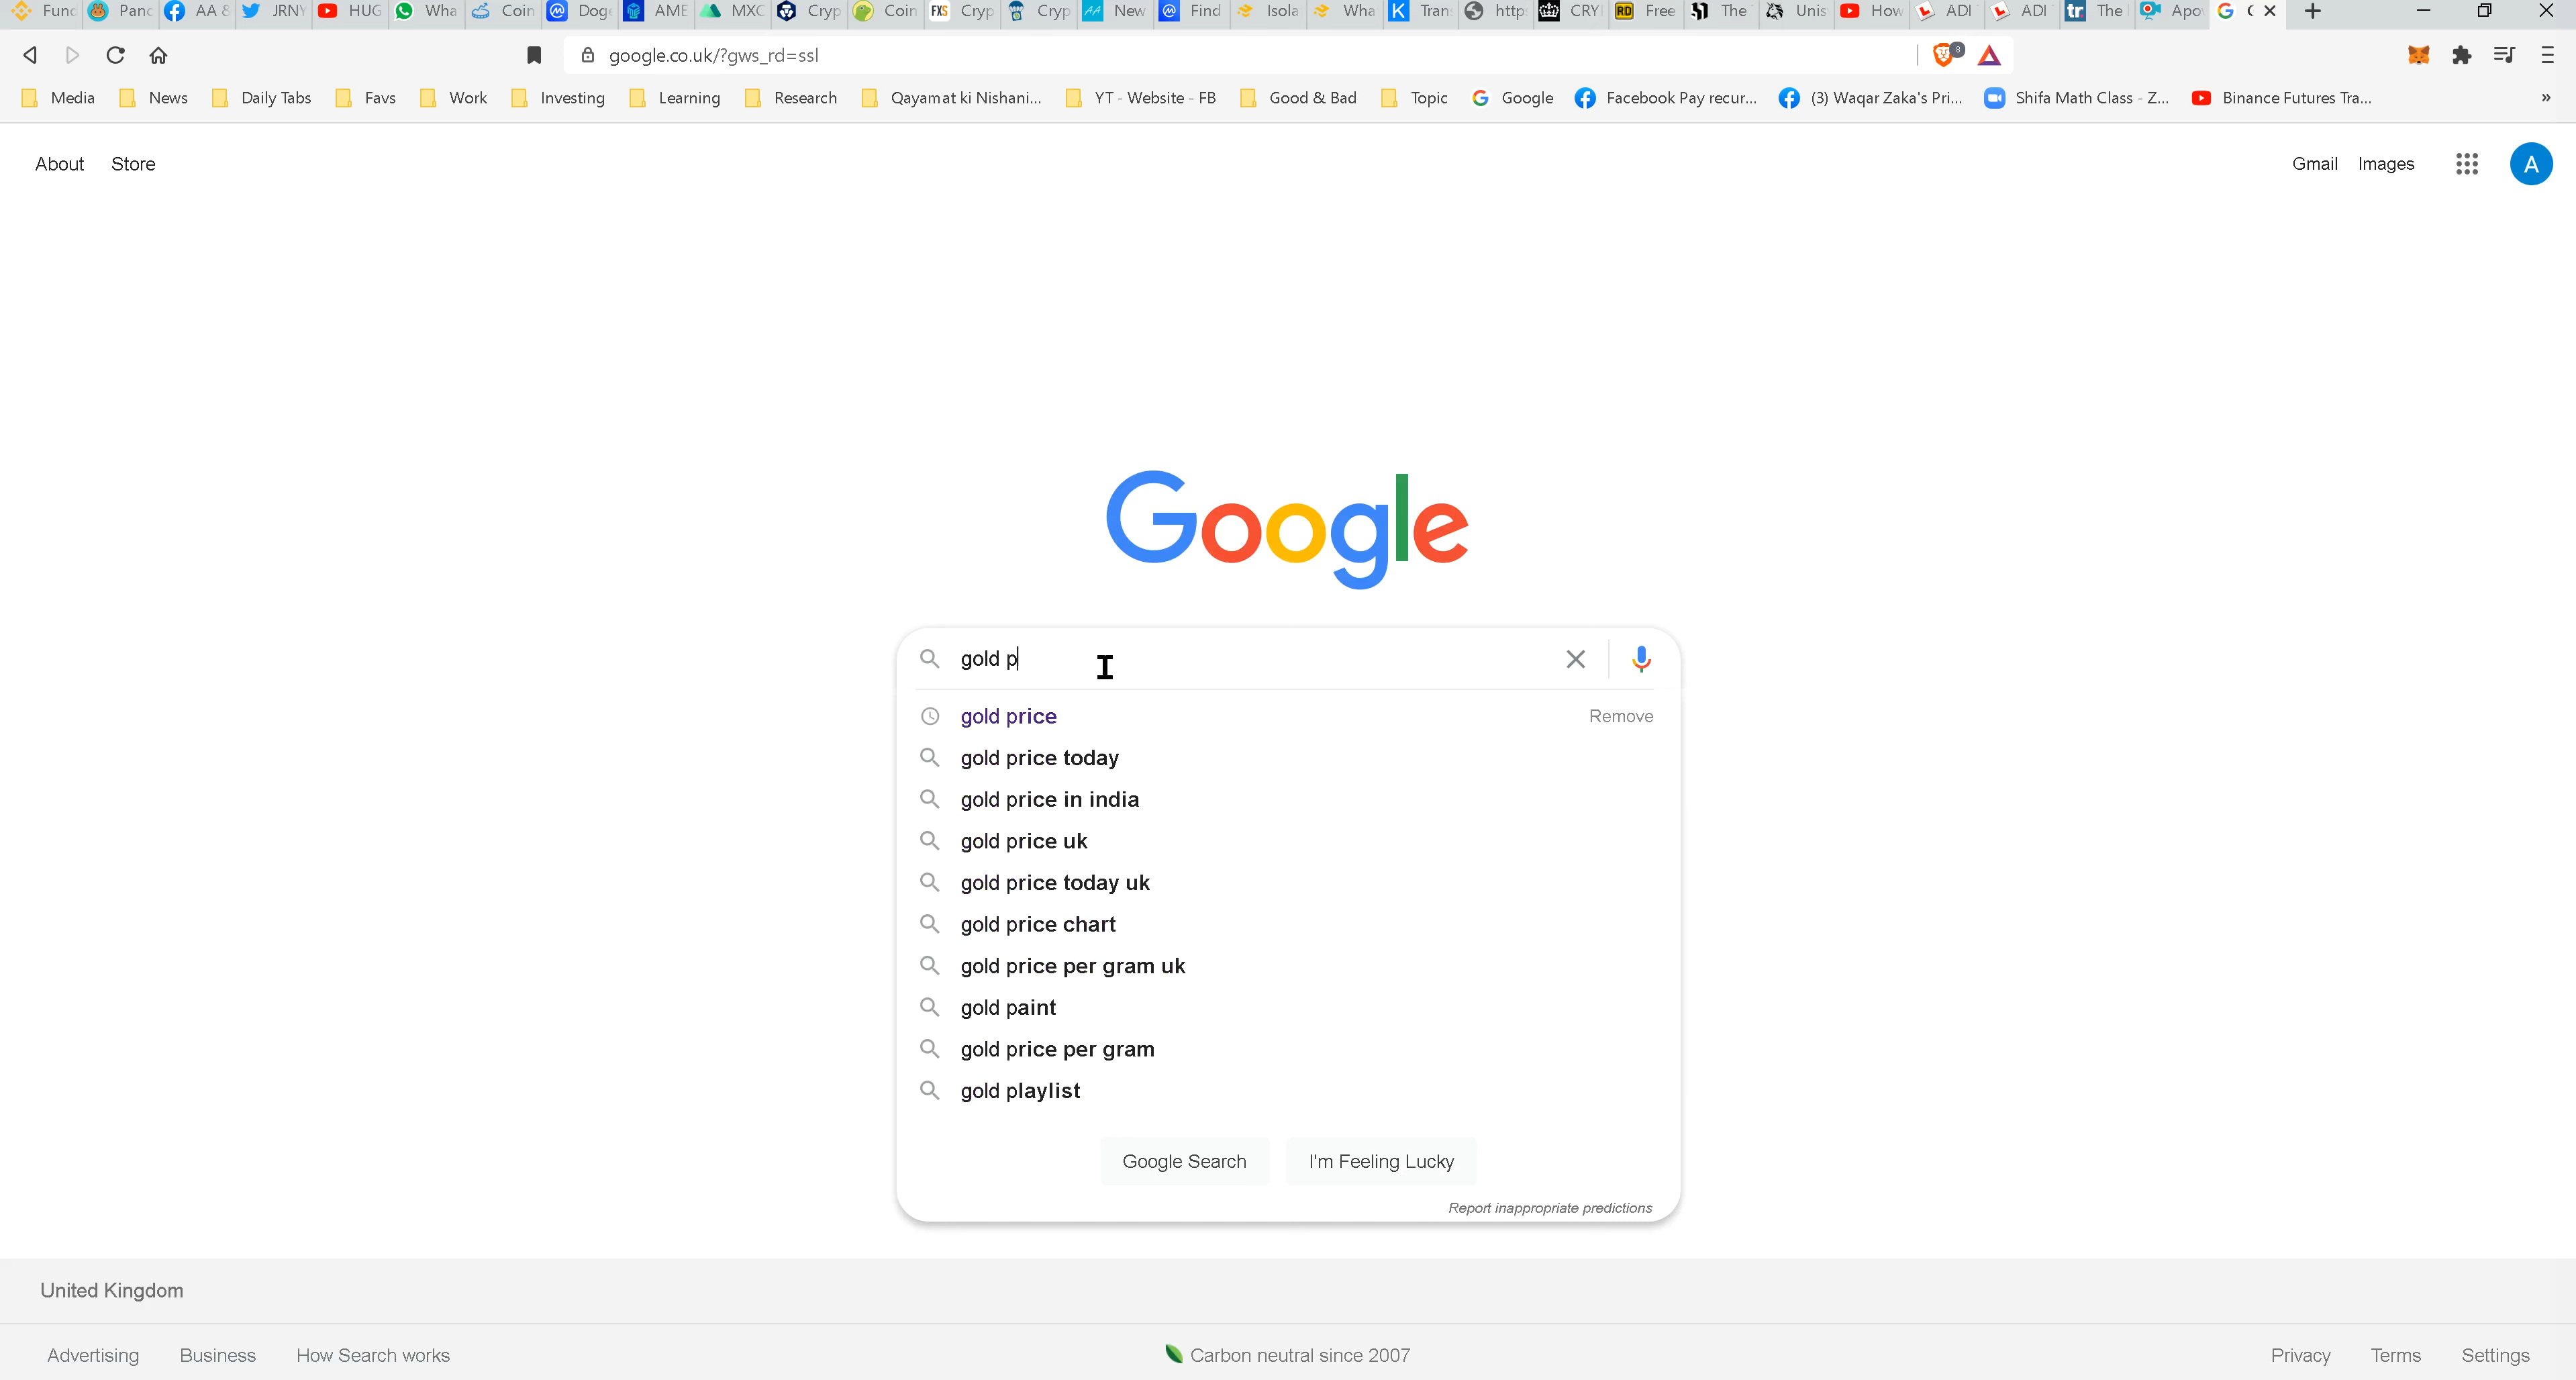 Func Panc AA & JRNY HUG Wha Coin Doge AME MXC Cryp Coin FXS Cryp Cryp New Find Isola Wha Tran http CRY RD Free The Unis How ADI ADI tr. The Apo
google.co.uk/?gws_rd=ssl 8
Media News Daily Tabs Favs Work Investing Learning Research Qayamat ki Nishani... YT - Website - FB Good & Bad Topic Google Facebook Pay recur... (3) Waqar Zaka's Pri... Shifa Math Class - Z... Binance Futures Tra... »
About Store Gmail Images A
Google
gold p
gold price Remove
gold price today
gold price in india
gold price uk
gold price today uk
gold price chart
gold price per gram uk
gold paint
gold price per gram
gold playlist
Google Search I'm Feeling Lucky
Report inappropriate predictions
United Kingdom
Advertising Business How Search works Carbon neutral since 2007 Privacy Terms Settings